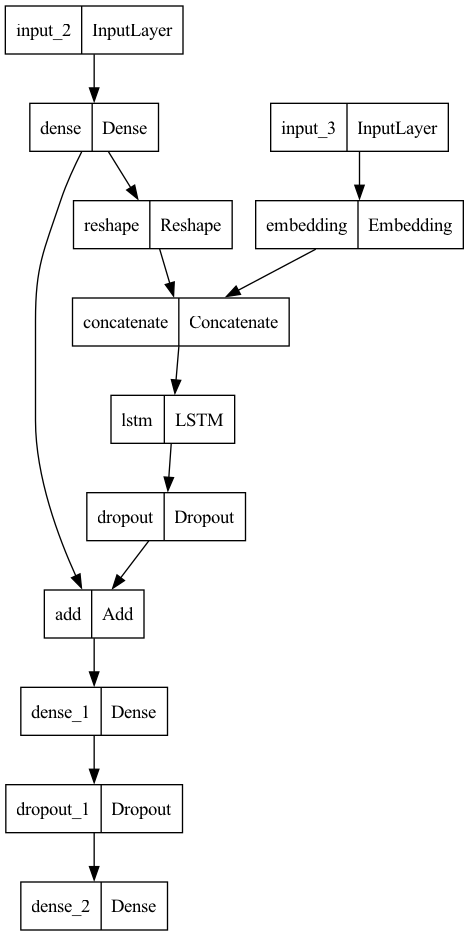 input_2 InputLayer
dense Dense
input_3 InputLayer
reshape Reshape
embedding Embedding
concatenate Concatenate
lstm LSTM
dropout Dropout
add Add
dense_1 Dense
dropout_1 Dropout
dense_2 Dense